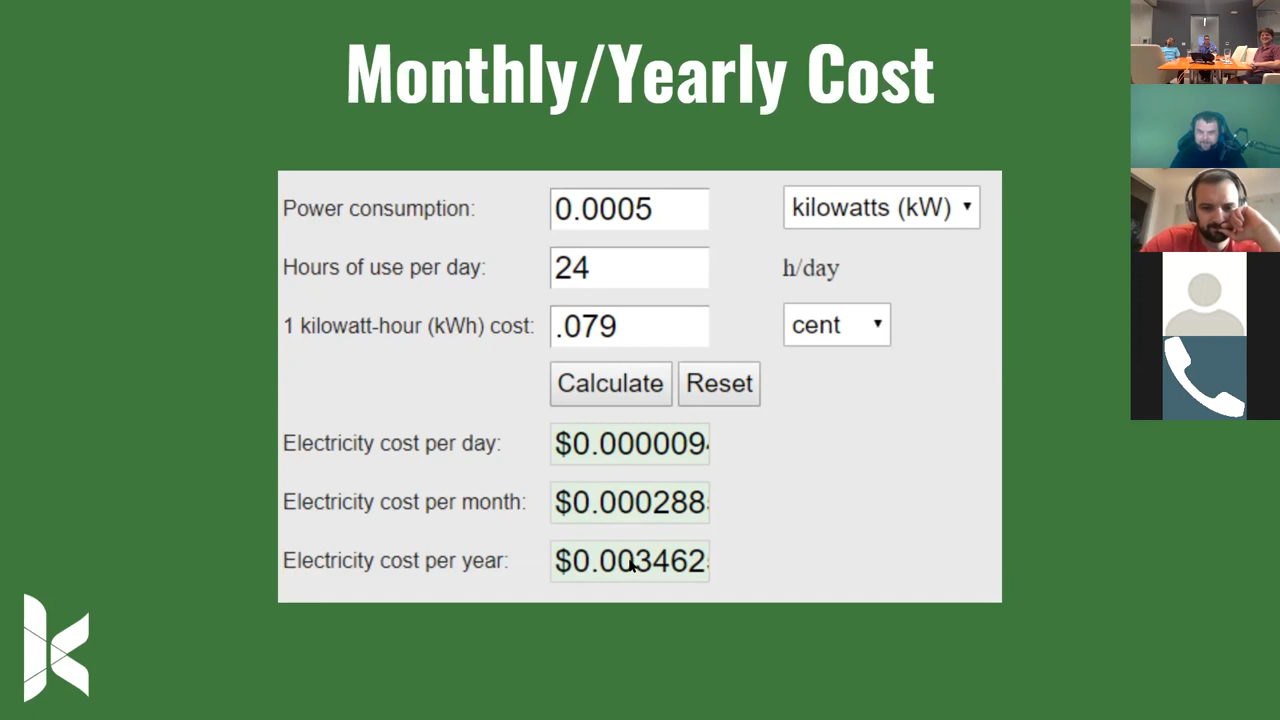 Monthly/Yearly Cost
Power consumption: 0.0005 kilowatts (kW)
Hours of use per day: 24 h/day
1 kilowatt-hour (kWh) cost: .079 cent
Calculate Reset
Electricity cost per day: $0.000009
Electricity cost per month: $0.000288
Electricity cost per year: $0.003462